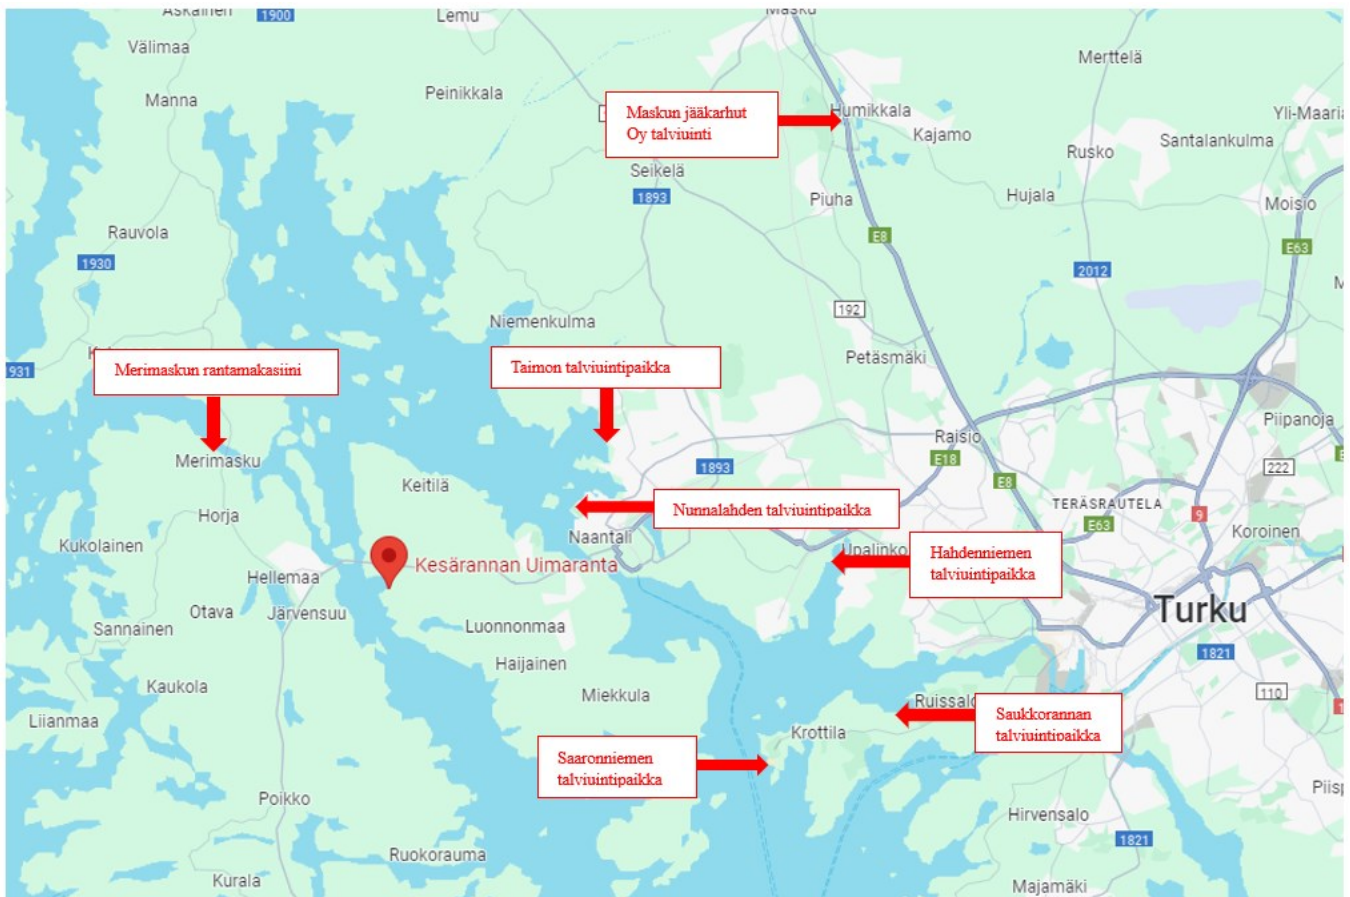 Askainen
1900
Lemu
Masku
Välimaa
Merttelä
Manna
Peinikkala
Maskun jääkarhut
Oy talviuinti
Humikkala
Kajamo
Yli-Maaria
Santalankulma
Rusko
Seikelä
1893
Piuha
Hujala
Moisio
Rauvola
E8
E63
1930
2012
192
Niemenkulma
Petäsmäki
931
Merimaskun rantamakasiini
Taimon talviuintipaikka
Piipanoja
Raisio
Merimasku
E18
1893
222
Keitilä
E8
Nunnalahden talviuintipaikka
TERÄSRAUTELA
9
Horja
E63
Koroinen
Kukolainen
Naantali
Upalinko
Hahdenniemen
talviuintipaikka
Kesärannan Uimaranta
Hellemaa
Otava
Järvensuu
Turku
Sannainen
Luonnonmaa
1821
Haijainen
Kaukola
Miekkula
110
Liianmaa
Ruissalo
Saukkorannan
talviuintipaikka
Krottila
Saaronniemen
talviuintipaikka
Poikko
Piisp
Hirvensalo
1821
Ruokorauma
Kurala
Majamäki